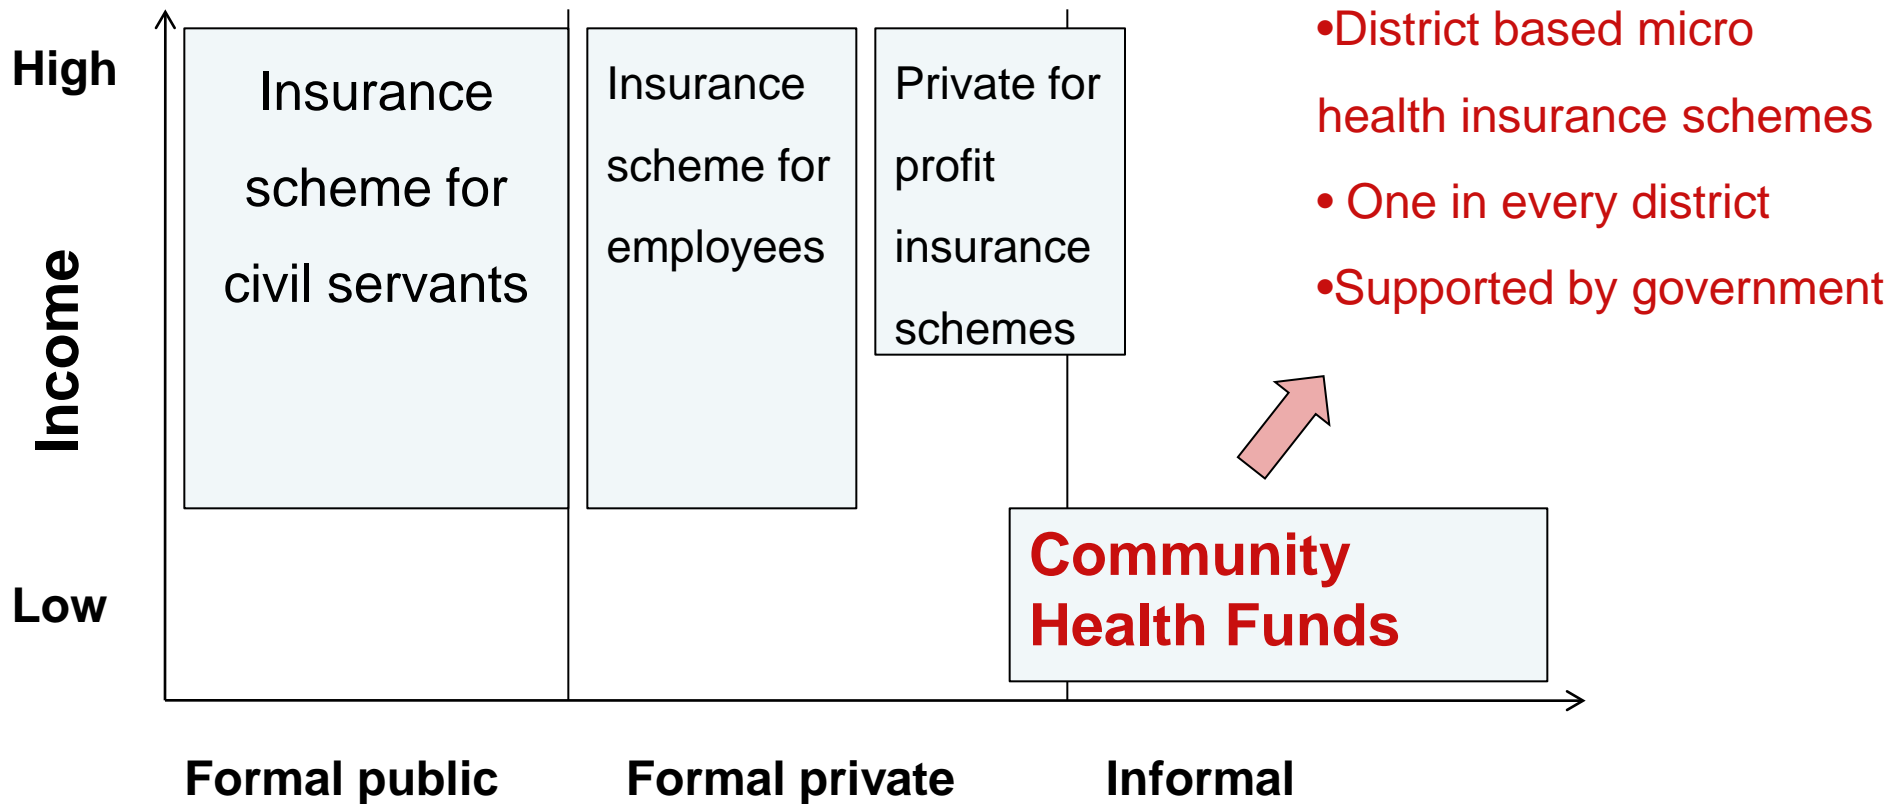 High
Income
Low
Insurance
scheme for
civil servants
Insurance
scheme for
employees
Private for
profit
insurance
schemes
•District based micro
health insurance schemes
• One in every district
•Supported by government
Community
Health Funds
Formal public
Formal private
Informal